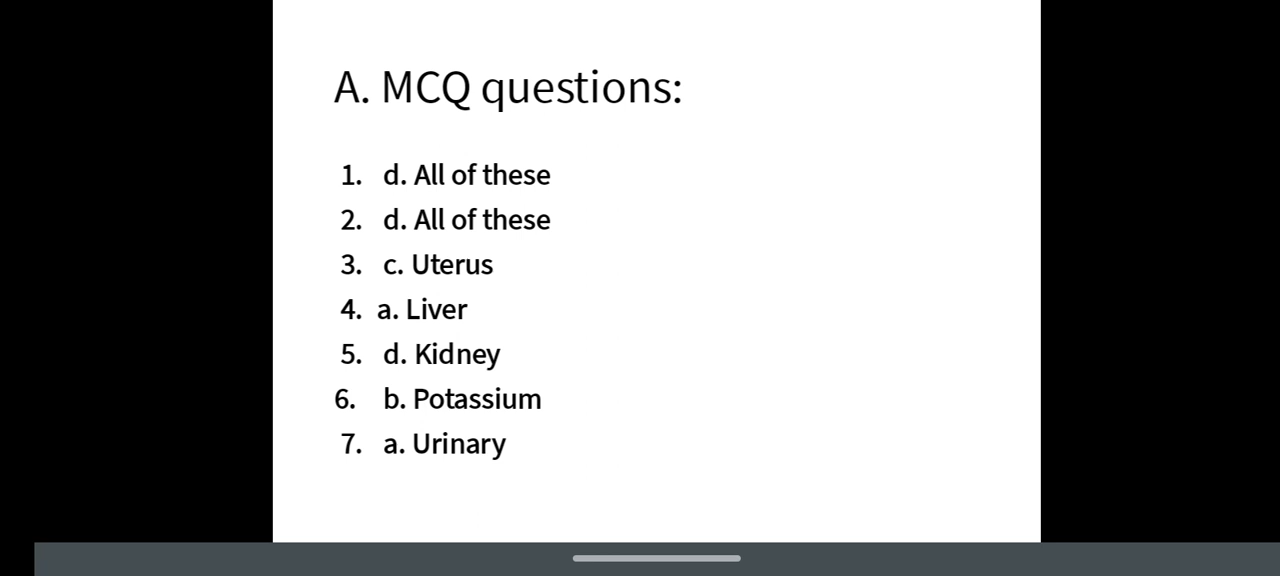 A. MCQ questions:
1. d. All of these
2. d. All of these
3. c. Uterus
4. a. Liver
5. d. Kidney
6. b. Potassium
7. a. Urinary